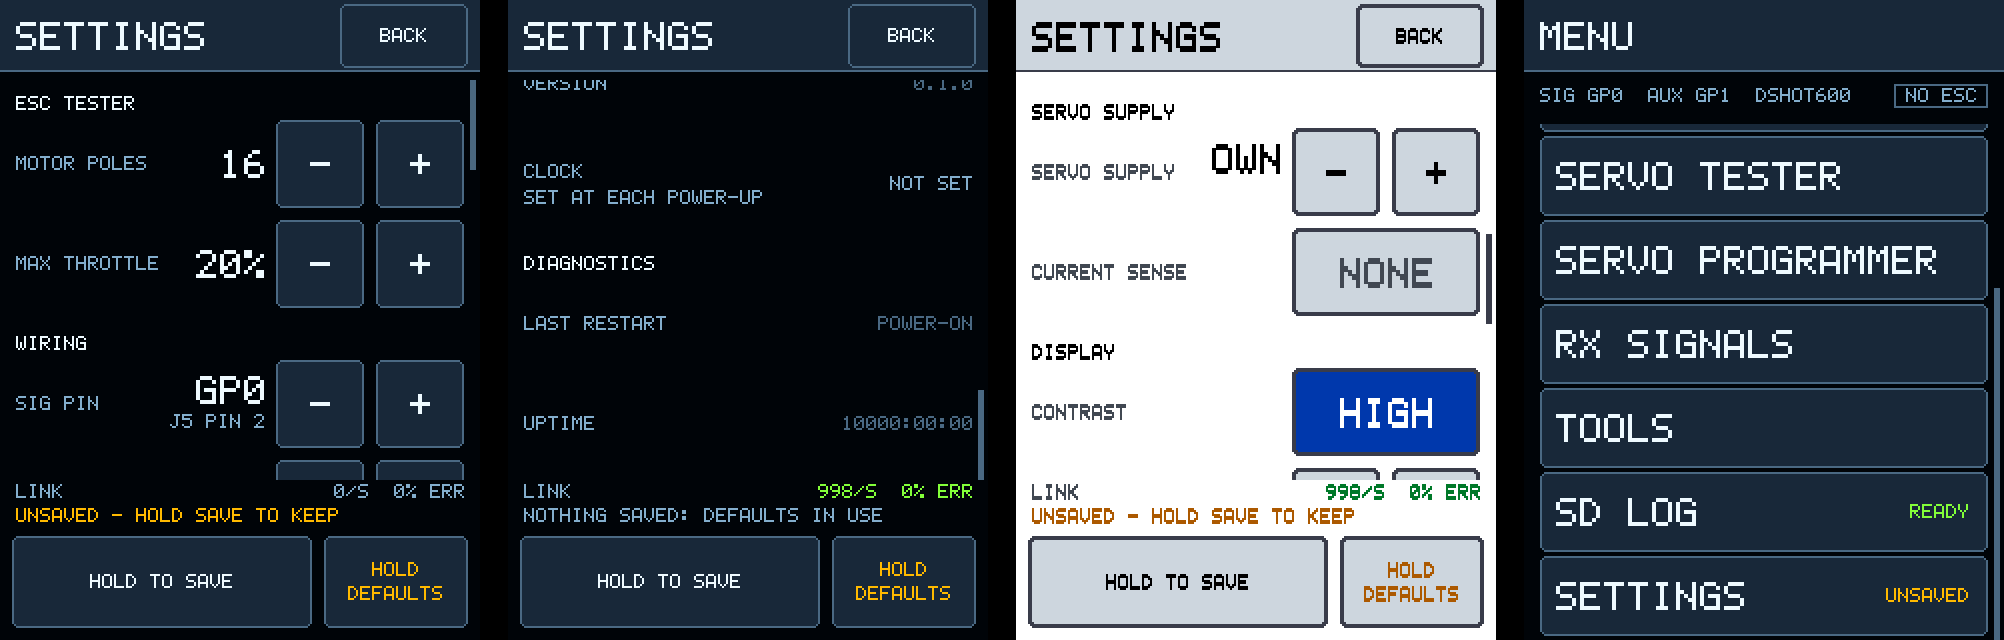 SETTINGS
BACK
ESC TESTER
MOTOR POLES 16 - +
MAX THROTTLE 20% - +
WIRING
SIG PIN GP0 - +
J5 PIN 2
LINK 0/S 0% ERR
UNSAVED - HOLD SAVE TO KEEP
HOLD TO SAVE
HOLD
DEFAULTS
SETTINGS
BACK
VERSION 0.1.0
CLOCK
SET AT EACH POWER-UP
NOT SET
DIAGNOSTICS
LAST RESTART POWER-ON
UPTIME 10000:00:00
LINK 998/S 0% ERR
NOTHING SAVED: DEFAULTS IN USE
HOLD TO SAVE
HOLD
DEFAULTS
SETTINGS
BACK
SERVO SUPPLY
SERVO SUPPLY OWN - +
CURRENT SENSE NONE
DISPLAY
CONTRAST HIGH
LINK 998/S 0% ERR
UNSAVED - HOLD SAVE TO KEEP
HOLD TO SAVE
HOLD
DEFAULTS
MENU
SIG GP0 AUX GP1 DSHOT600 NO ESC
SERVO TESTER
SERVO PROGRAMMER
RX SIGNALS
TOOLS
SD LOG READY
SETTINGS UNSAVED